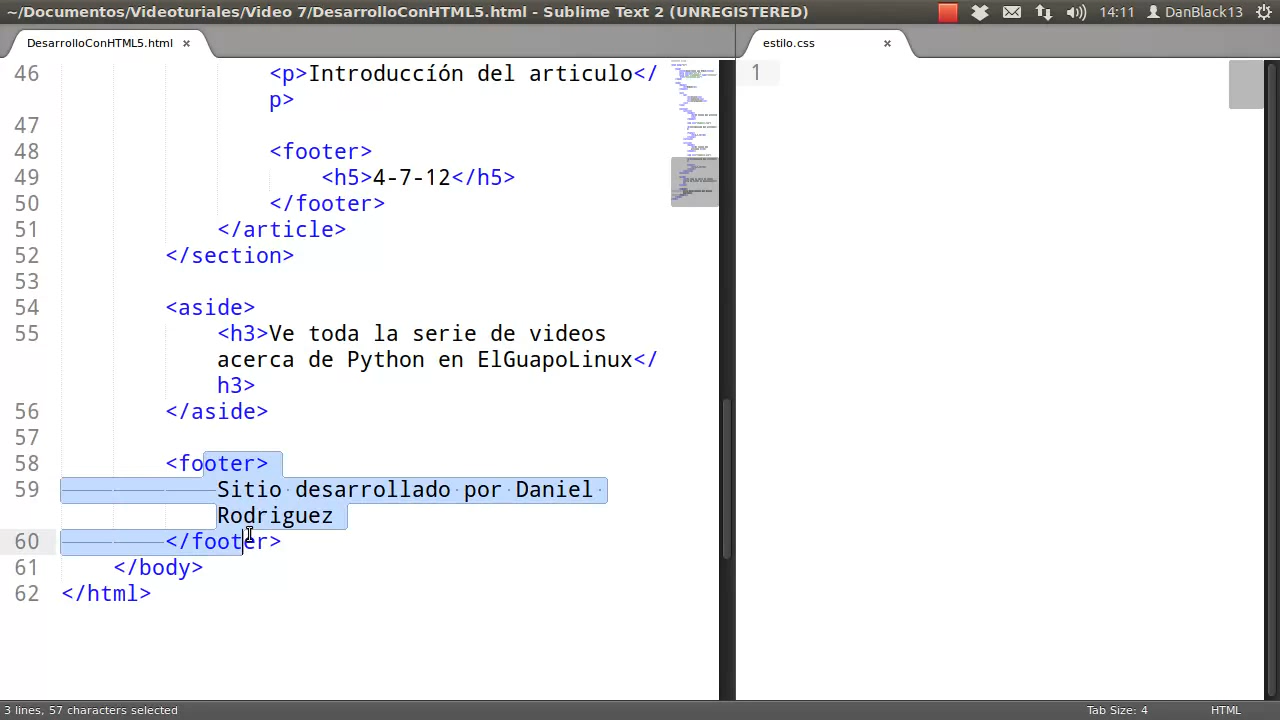 ~/Documentos/Videoturiales/Video 7/DesarrolloConHTML5.html - Sublime Text 2 (UNREGISTERED)
14:11 DanBlack13
DesarrolloConHTML5.html ×
estilo.css ×
46 <p>Introduccíón del articulo</
p>
47
48 <footer>
49 <h5>4-7-12</h5>
50 </footer>
51 </article>
52 </section>
53
54 <aside>
55 <h3>Ve toda la serie de videos
acerca de Python en ElGuapoLinux</
h3>
56 </aside>
57
58 <footer>
59 Sitio desarrollado por Daniel
Rodriguez
60 </footer>
61 </body>
62 </html>
1
3 lines, 57 characters selected
Tab Size: 4
HTML